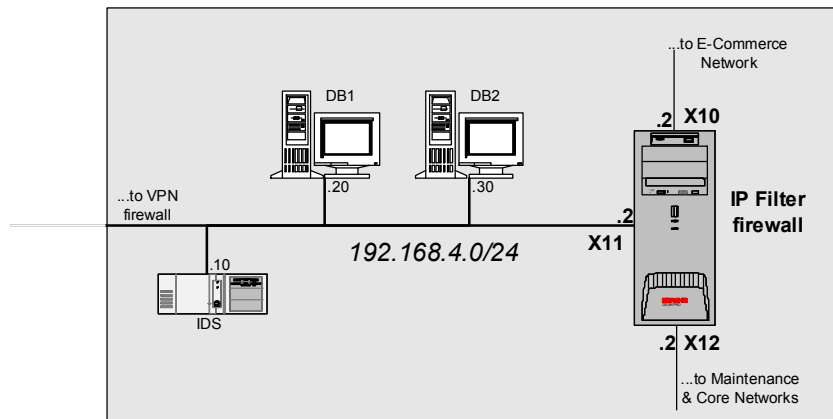 ...to E-Commerce
Network
DB1
DB2
.2 X10
.20
.30
...to VPN
firewall
IP Filter
firewall
.2
X11
192.168.4.0/24
.10
IDS
.2 X12
...to Maintenance
& Core Networks